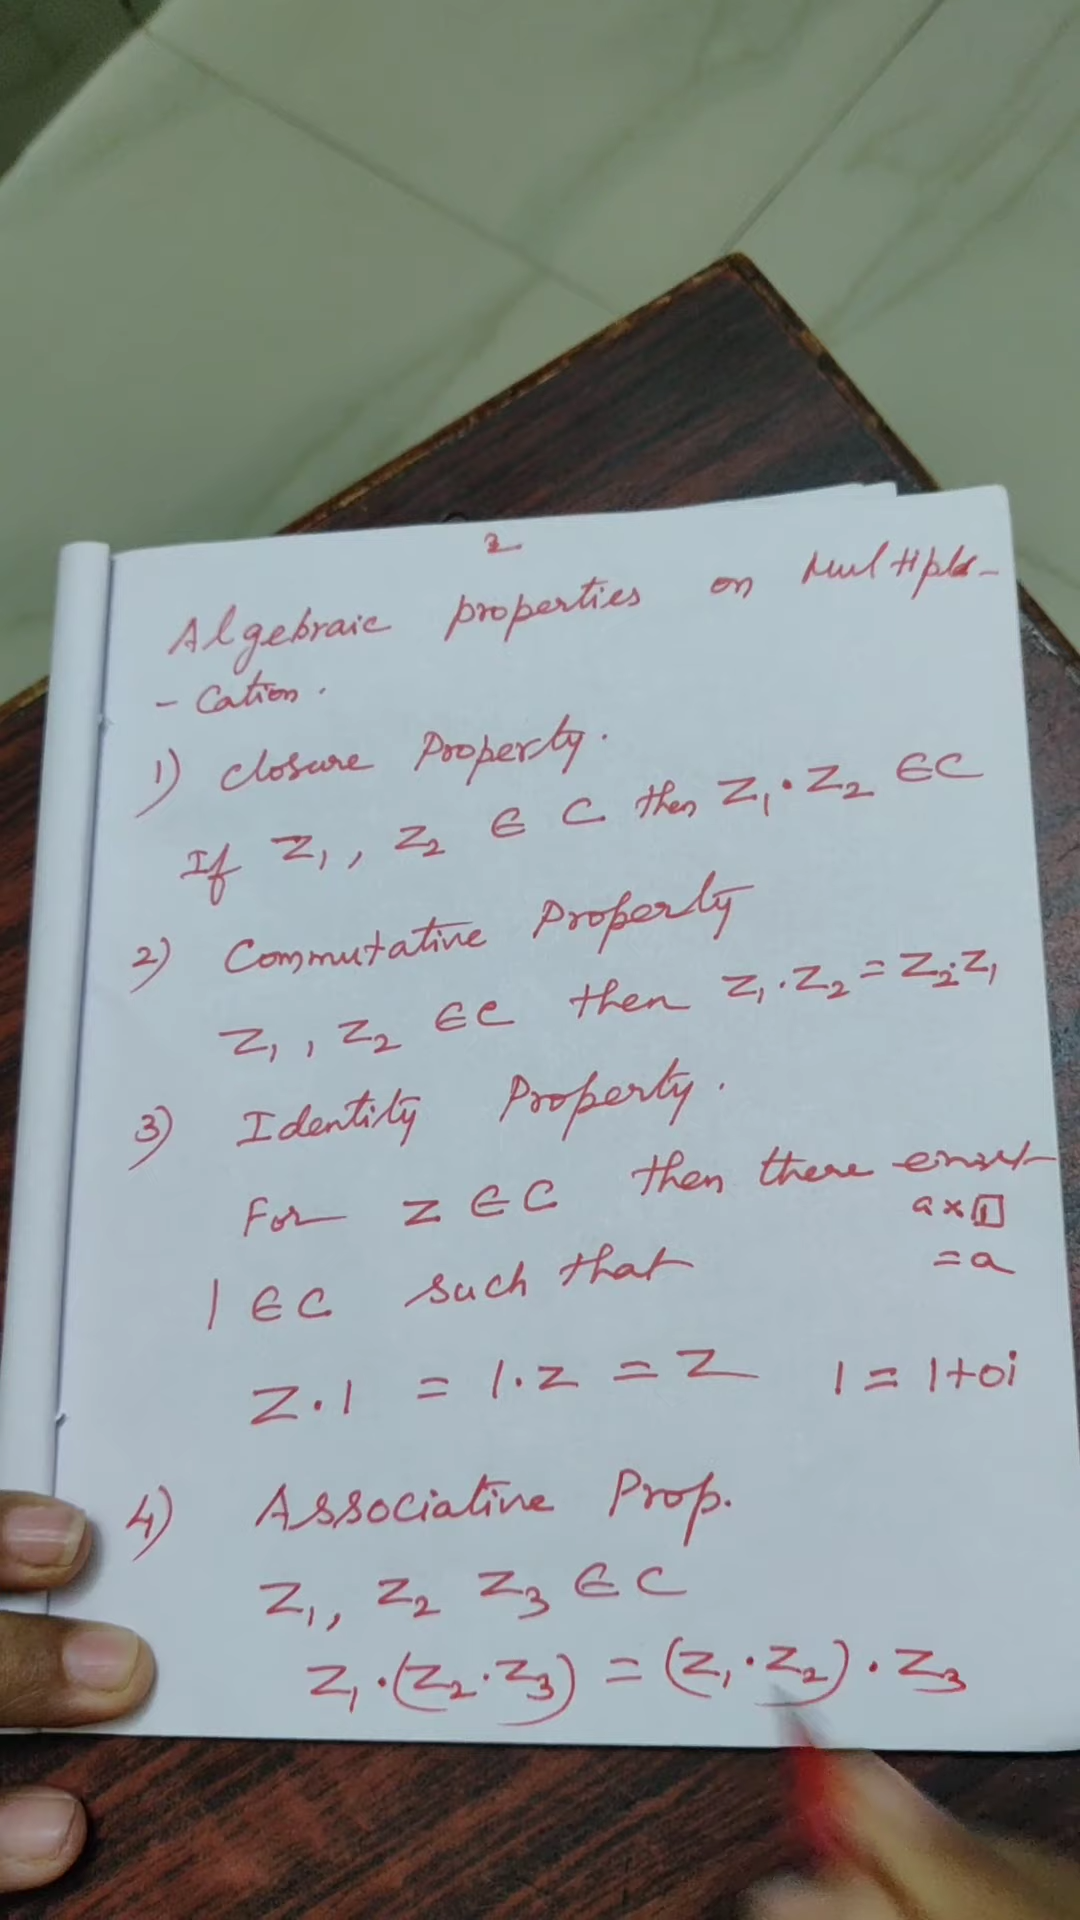 2
Algebraic properties on Multipli-
- Cation.
1) Closure Property.
If Z₁, Z₂ ∈ C then Z₁·Z₂ ∈ C
2) Commutative Property
Z₁, Z₂ ∈ C then Z₁·Z₂ = Z₂·Z₁
3) Identity Property.
For Z ∈ C then there exist
a × 1
1 ∈ C such that = a
Z·1 = 1·Z = Z 1 = 1+0i
4) Associative Prop.
Z₁, Z₂ Z₃ ∈ C
Z₁·(Z₂·Z₃) = (Z₁·Z₂)·Z₃